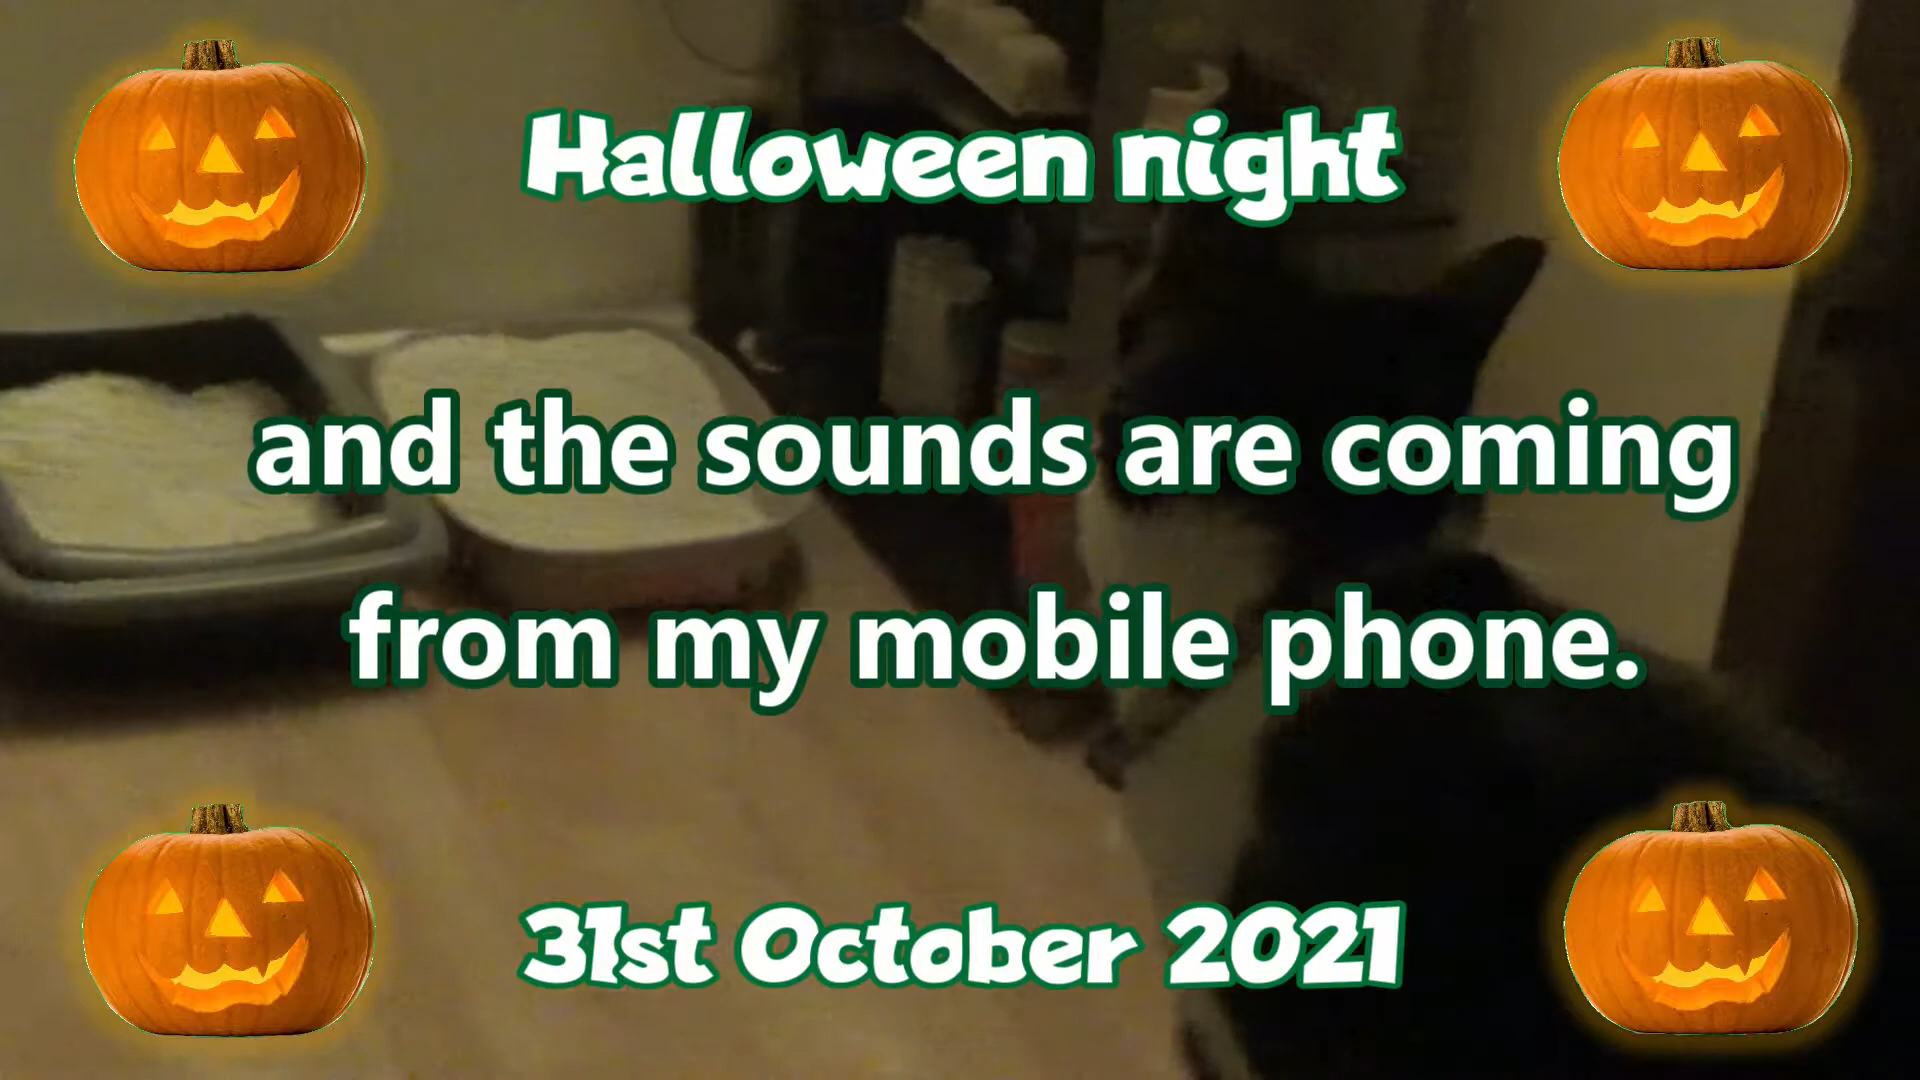 Halloween night
and the sounds are coming
from my mobile phone.
31st October 2021